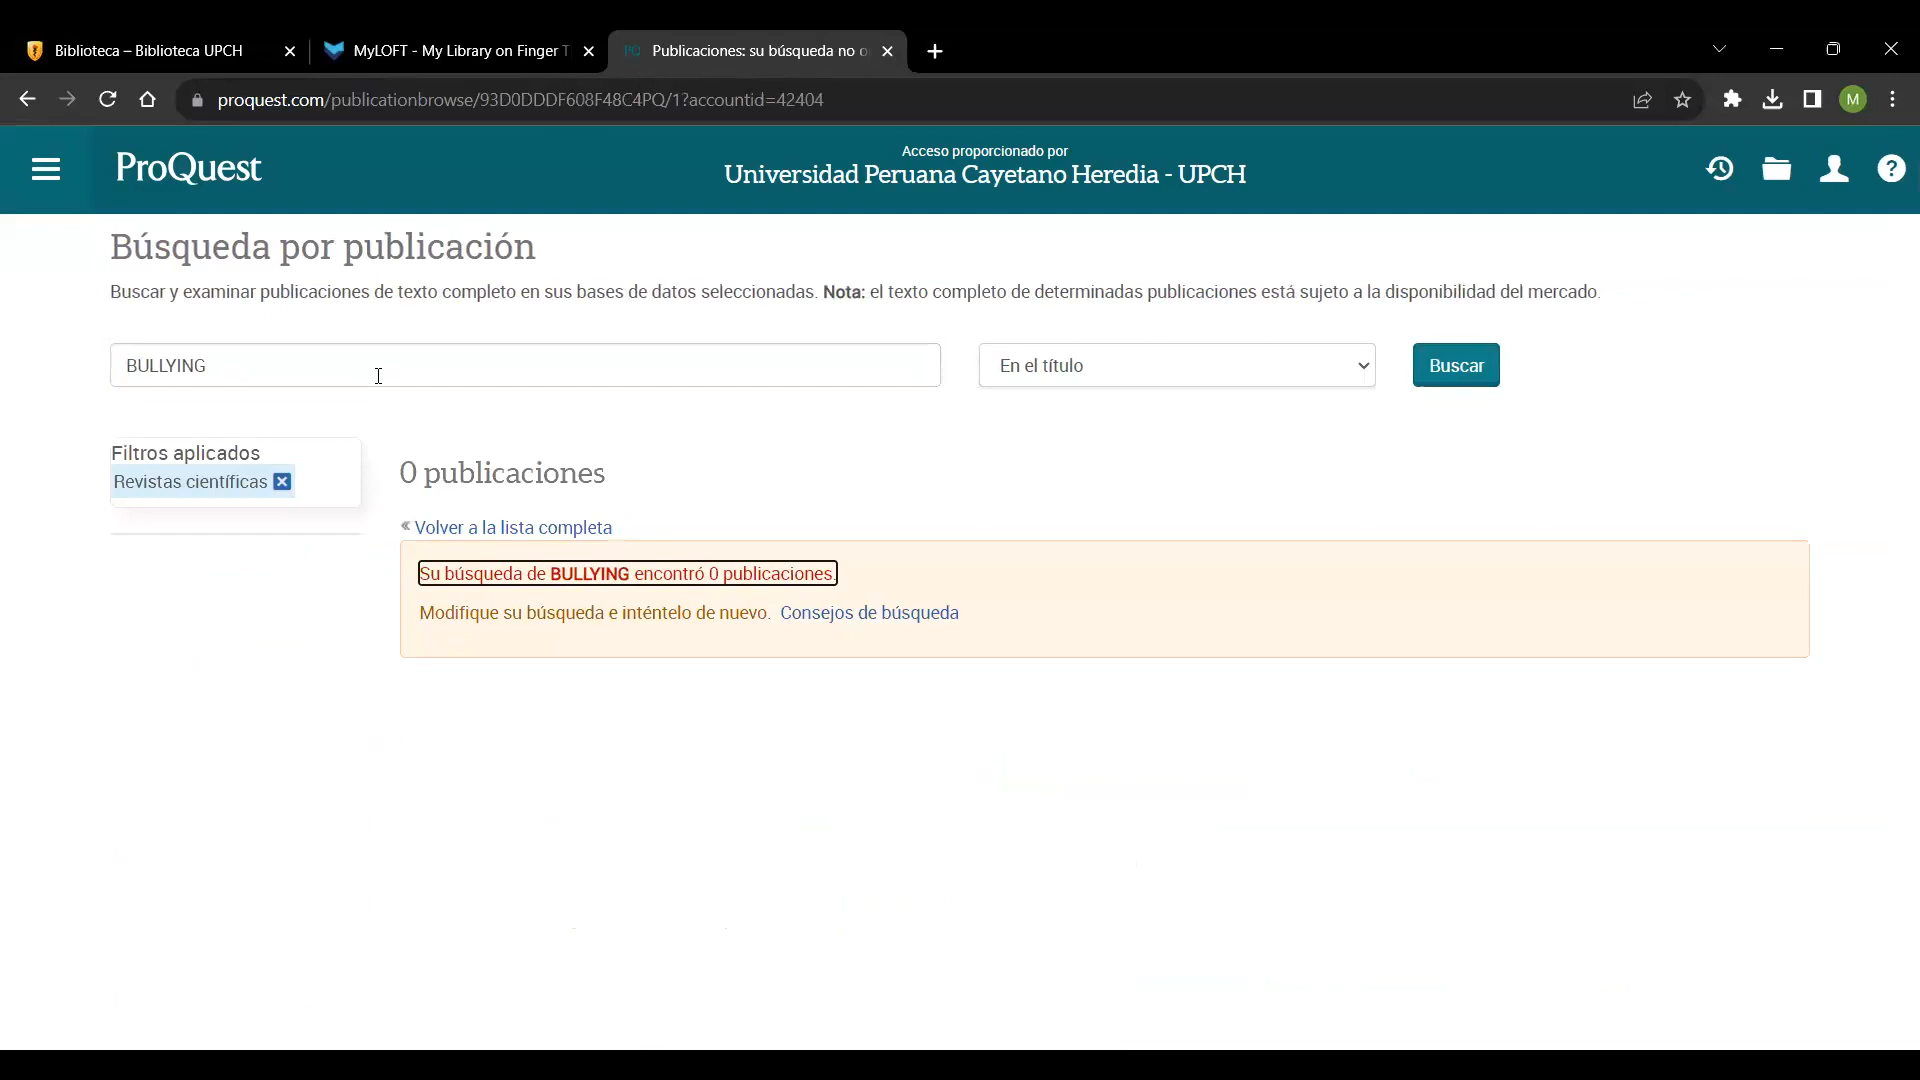 Biblioteca – Biblioteca UPCH
MyLOFT - My Library on Finger T
Publicaciones: su búsqueda no o
proquest.com/publicationbrowse/93D0DDDF608F48C4PQ/1?accountid=42404
M
ProQuest
Acceso proporcionado por
Universidad Peruana Cayetano Heredia - UPCH
Búsqueda por publicación
Buscar y examinar publicaciones de texto completo en sus bases de datos seleccionadas. Nota: el texto completo de determinadas publicaciones está sujeto a la disponibilidad del mercado.
BULLYING
En el título
Buscar
Filtros aplicados
Revistas científicas
0 publicaciones
« Volver a la lista completa
Su búsqueda de BULLYING encontró 0 publicaciones.
Modifique su búsqueda e inténtelo de nuevo. Consejos de búsqueda